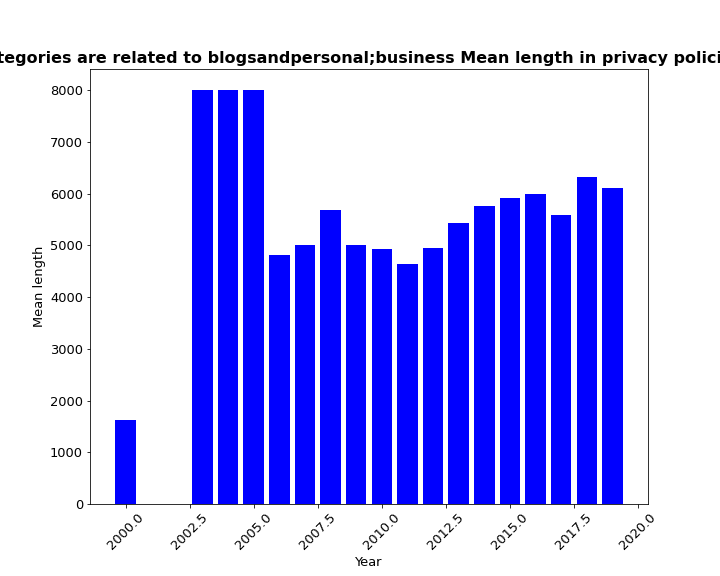 tegories are related to blogsandpersonal;business Mean length in privacy polici
8000
7000
6000
5000
4000
3000
2000
1000
0
Mean length
2000.0 2002.5 2005.0 2007.5 2010.0 2012.5 2015.0 2017.5 2020.0
Year